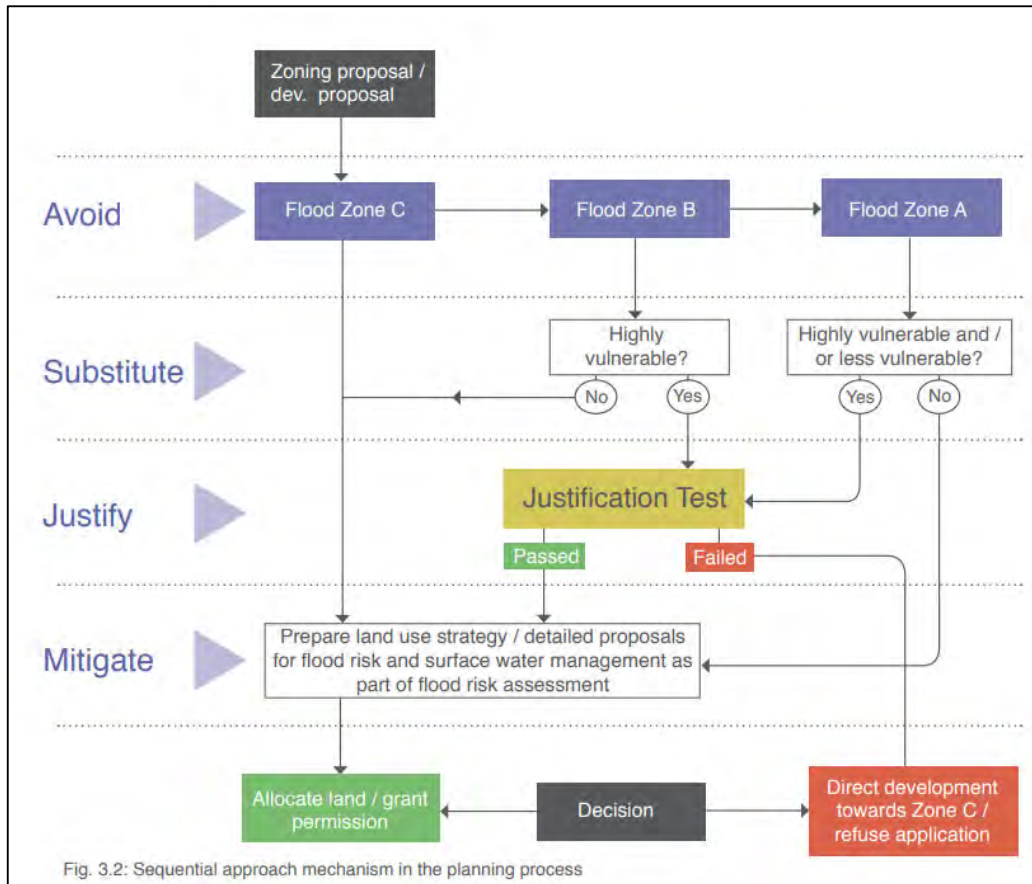 Zoning proposal /
dev. proposal
Avoid
Flood Zone C
Flood Zone B
Flood Zone A
Substitute
Highly
vulnerable?
Highly vulnerable and /
or less vulnerable?
No
Yes
Yes
No
Justify
Justification Test
Passed
Failed
Mitigate
Prepare land use strategy / detailed proposals
for flood risk and surface water management as
part of flood risk assessment
Allocate land / grant
permission
Decision
Direct development
towards Zone C /
refuse application
Fig. 3.2: Sequential approach mechanism in the planning process